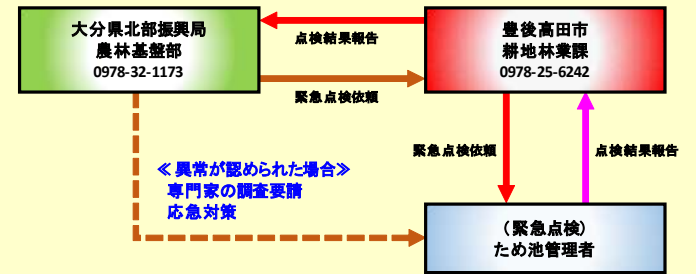 大分県北部振興局
農林基盤部
0978-32-1173
点検結果報告
緊急点検依頼
豊後高田市
耕地林業課
0978-25-6242
緊急点検依頼
点検結果報告
≪異常が認められた場合≫
専門家の調査要請
応急対策
(緊急点検)
ため池管理者